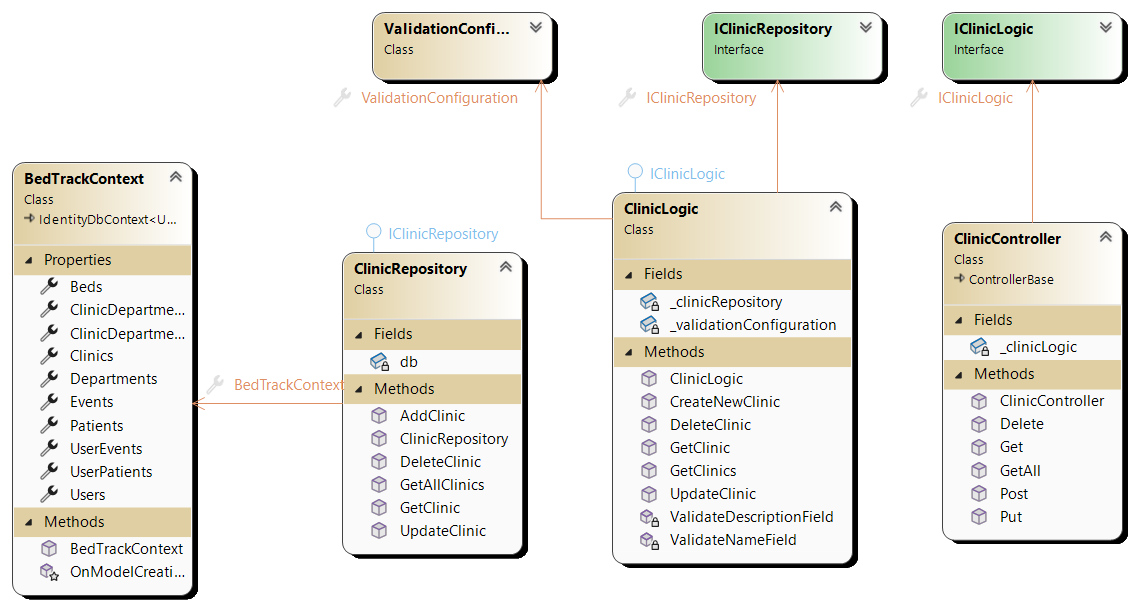 ValidationConfi...
Class
ValidationConfiguration
IClinicRepository
Interface
IClinicRepository
IClinicLogic
Interface
IClinicLogic
BedTrackContext
Class
IdentityDbContext<U...
Properties
Beds
ClinicDepartme...
ClinicDepartme...
Clinics
Departments
Events
Patients
UserEvents
UserPatients
Users
Methods
BedTrackContext
OnModelCreati...
BedTrackContext
IClinicRepository
ClinicRepository
Class
Fields
db
Methods
AddClinic
ClinicRepository
DeleteClinic
GetAllClinics
GetClinic
UpdateClinic
IClinicLogic
ClinicLogic
Class
Fields
_clinicRepository
_validationConfiguration
Methods
ClinicLogic
CreateNewClinic
DeleteClinic
GetClinic
GetClinics
UpdateClinic
ValidateDescriptionField
ValidateNameField
ClinicController
Class
ControllerBase
Fields
_clinicLogic
Methods
ClinicController
Delete
Get
GetAll
Post
Put